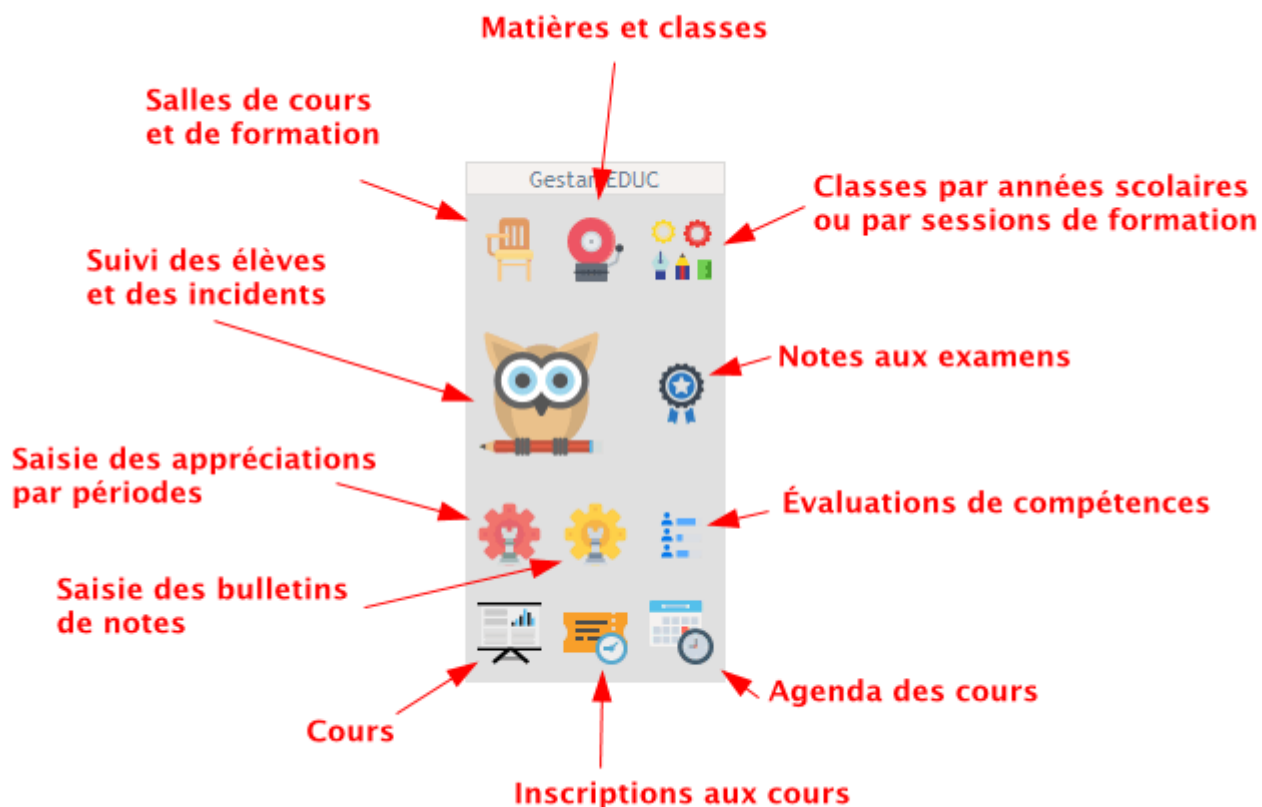 Matières et classes
Salles de cours
et de formation
Gestan EDUC
Classes par années scolaires
ou par sessions de formation
Suivi des élèves
et des incidents
Notes aux examens
Saisie des appréciations
par périodes
Évaluations de compétences
Saisie des bulletins
de notes
Agenda des cours
Cours
Inscriptions aux cours